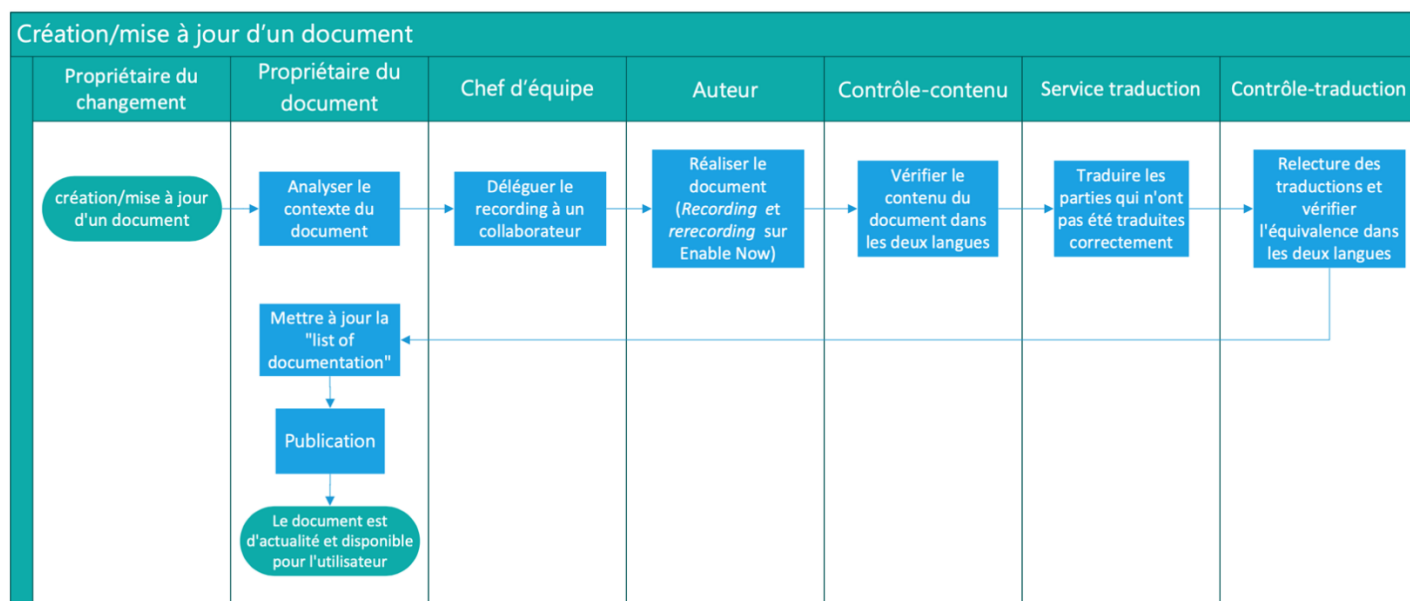 Création/mise à jour d’un document
Propriétaire du
changement
Propriétaire du
document
Chef d’équipe
Auteur
Contrôle-contenu
Service traduction
Contrôle-traduction
création/mise à jour
d'un document
Analyser le
contexte du
document
Déléguer le
recording à un
collaborateur
Réaliser le
document
(Recording et
rerecording sur
Enable Now)
Vérifier le
contenu du
document dans
les deux langues
Traduire les
parties qui n'ont
pas été traduites
correctement
Relecture des
traductions et
vérifier
l'équivalence dans
les deux langues
Mettre à jour la
"list of
documentation"
Publication
Le document est
d'actualité et disponible
pour l'utilisateur